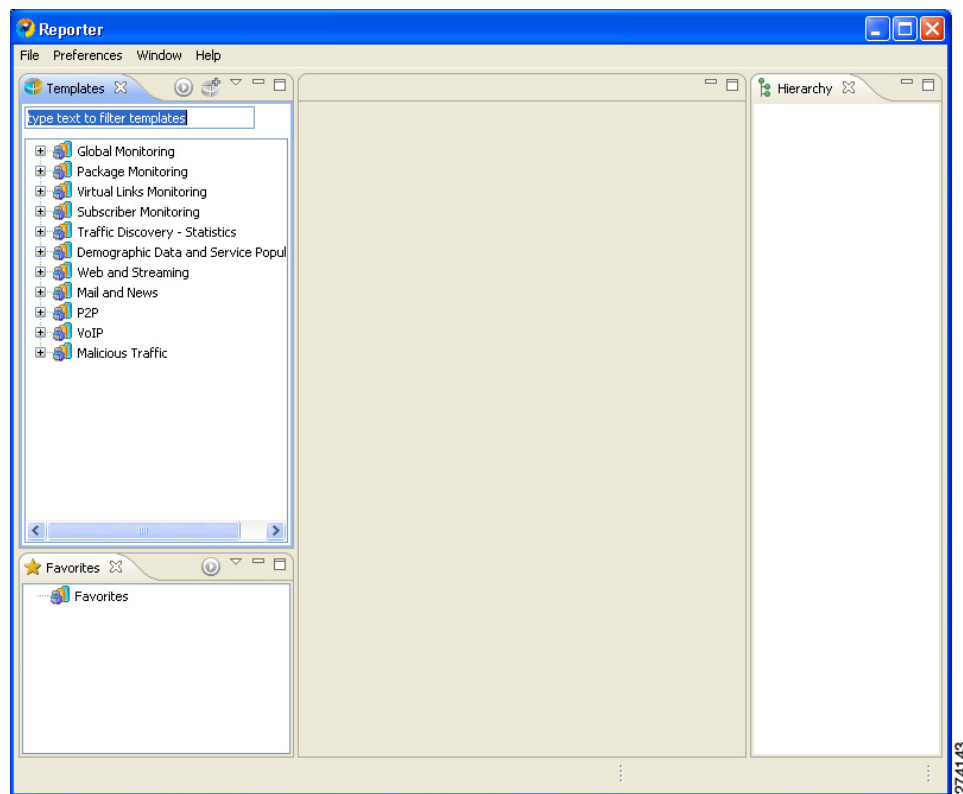 Reporter
File Preferences Window Help
Templates
type text to filter templates
Global Monitoring
Package Monitoring
Virtual Links Monitoring
Subscriber Monitoring
Traffic Discovery - Statistics
Demographic Data and Service Popul
Web and Streaming
Mail and News
P2P
VoIP
Malicious Traffic
Favorites
Favorites
Hierarchy
274143